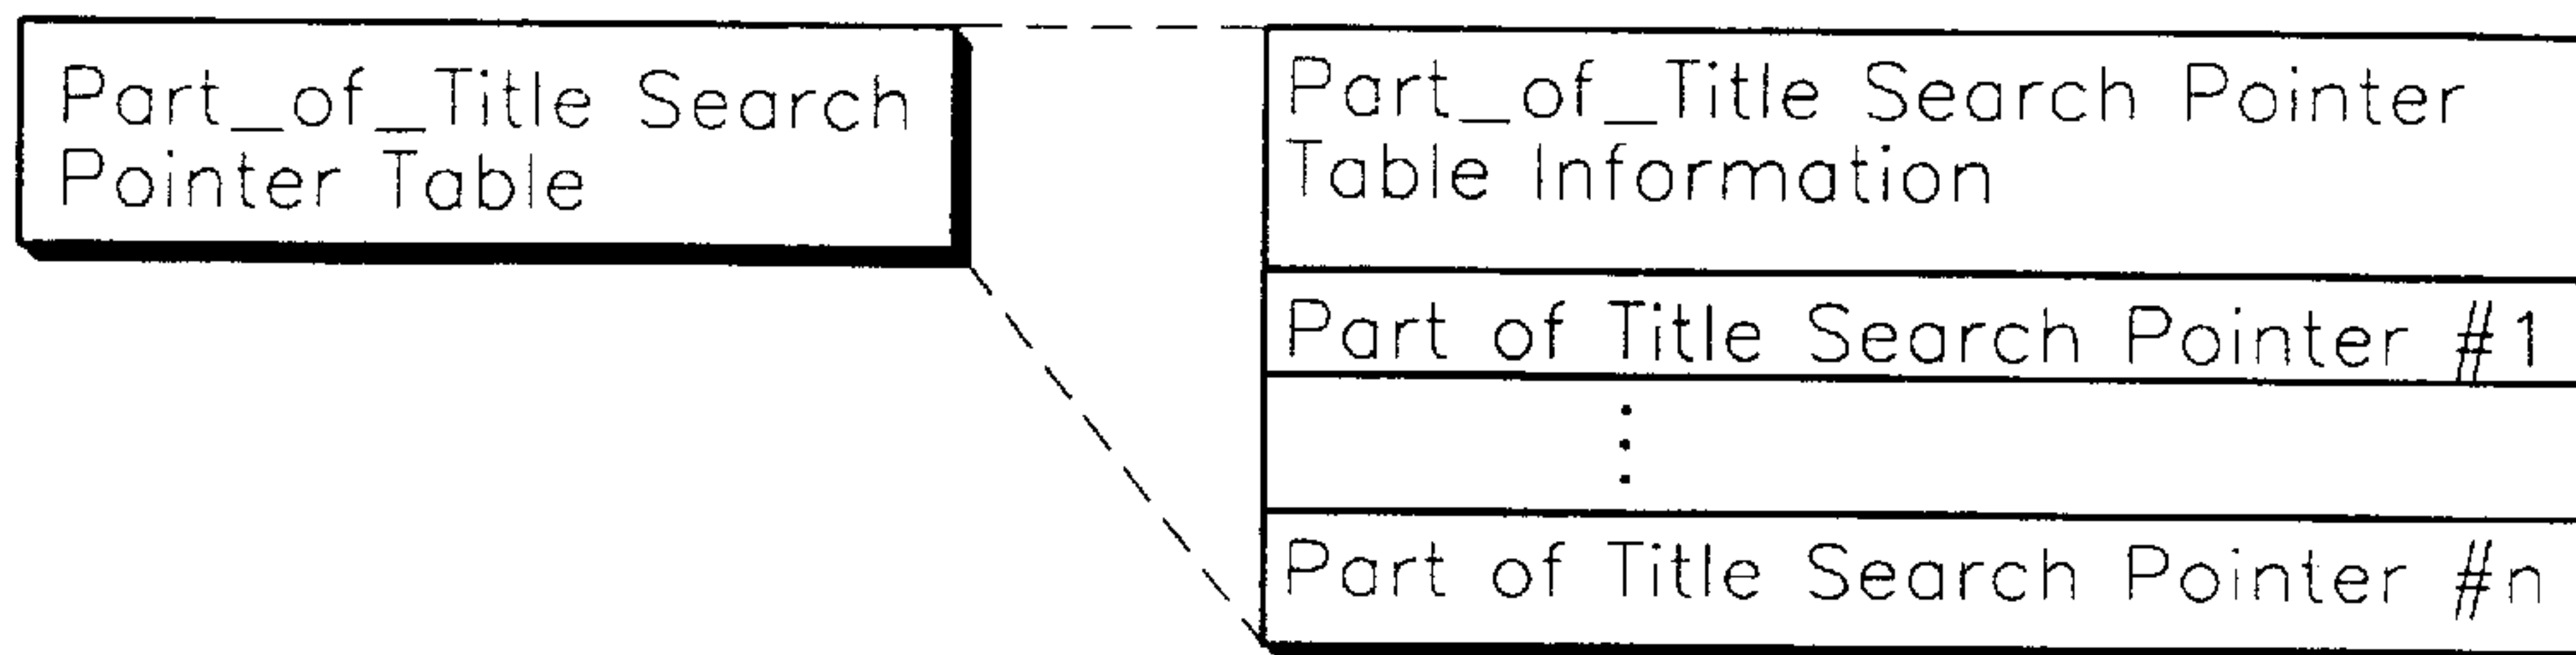 Part_of_Title Search
Pointer Table
Part_of_Title Search Pointer
Table Information
Part of Title Search Pointer #1
Part of Title Search Pointer #n